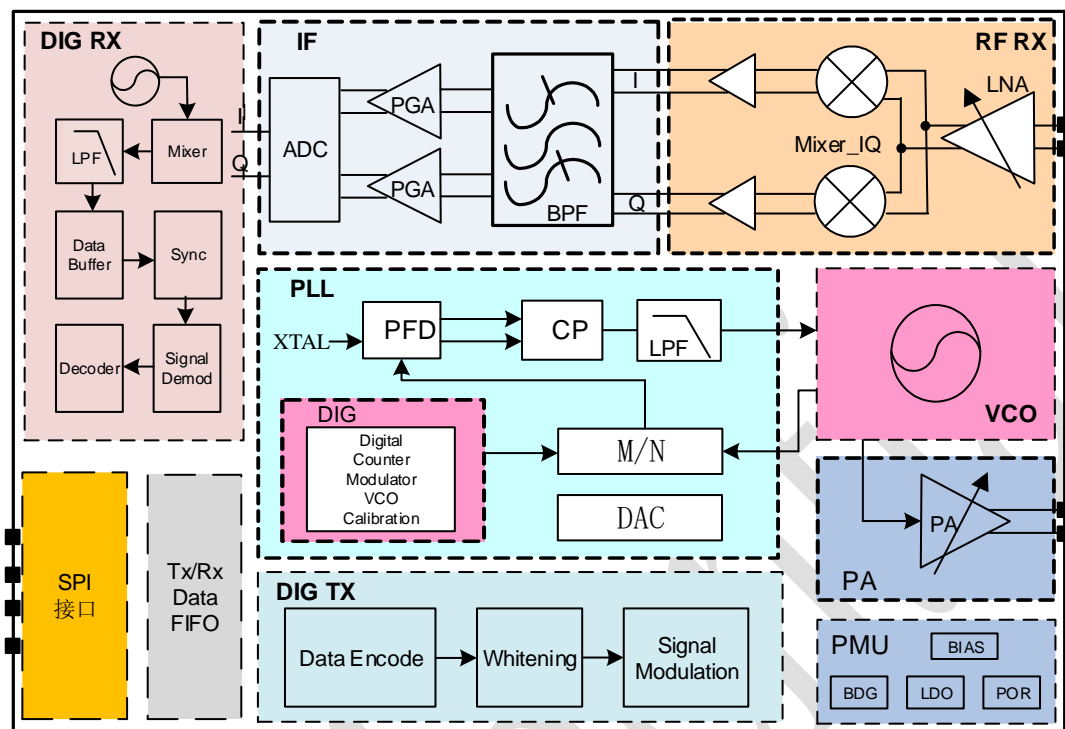 DIG RX
Mixer
LPF
I
Q
Data
Buffer
Sync
Decoder
Signal
Demod
IF
ADC
PGA
PGA
BPF
I
Q
RF RX
LNA
Mixer_IQ
PLL
XTAL
PFD
CP
LPF
DIG
Digital
Counter
Modulator
VCO
Calibration
M/N
DAC
VCO
PA
PA
SPI
接口
Tx/Rx
Data
FIFO
DIG TX
Data Encode
Whitening
Signal
Modulation
PMU
BIAS
BDG
LDO
POR